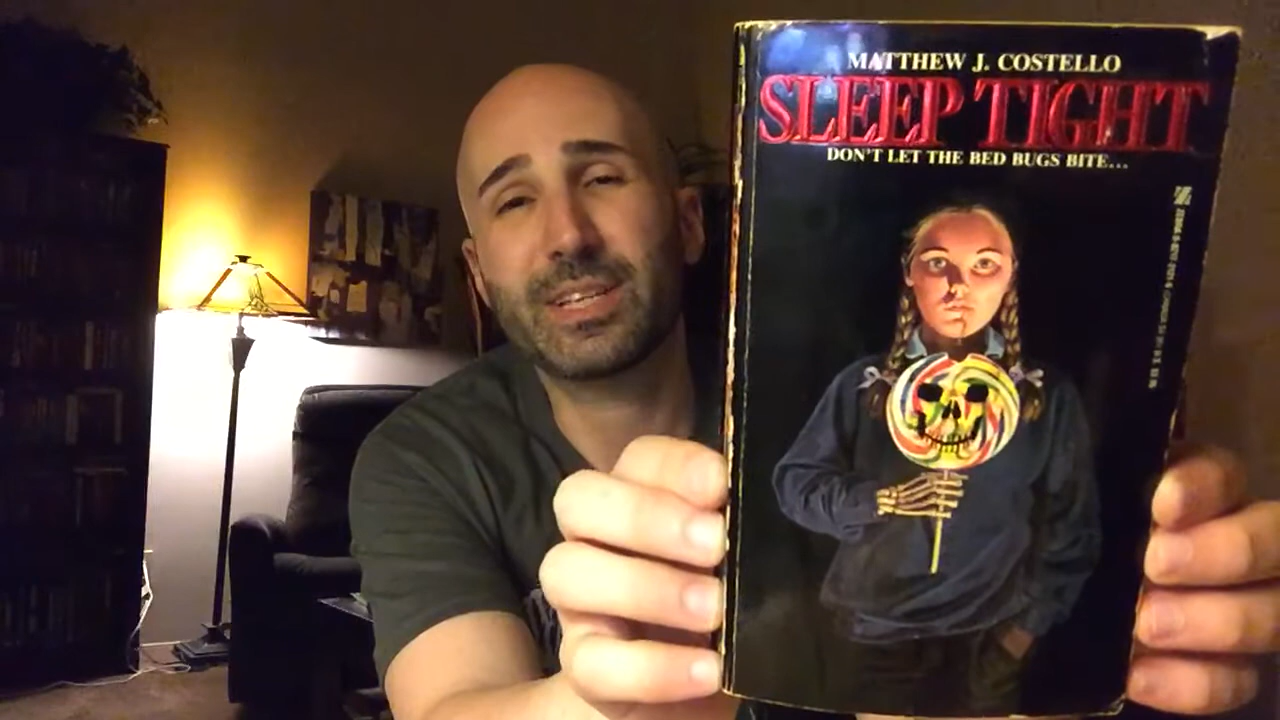 MATTHEW J. COSTELLO
SLEEP TIGHT
DON'T LET THE BED BUGS BITE...